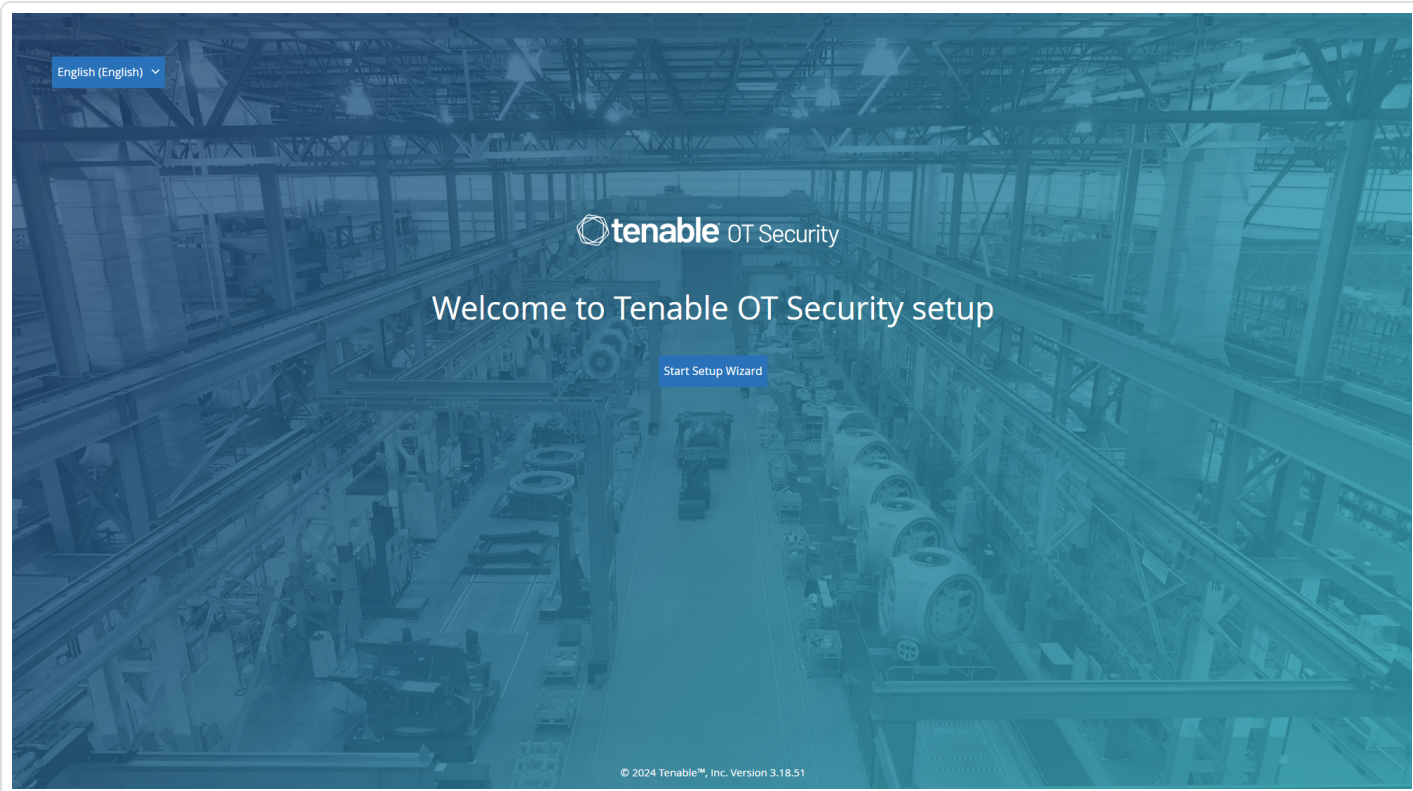 English (English)
tenable OT Security
Welcome to Tenable OT Security setup
Start Setup Wizard
© 2024 Tenable™, Inc. Version 3.18.51